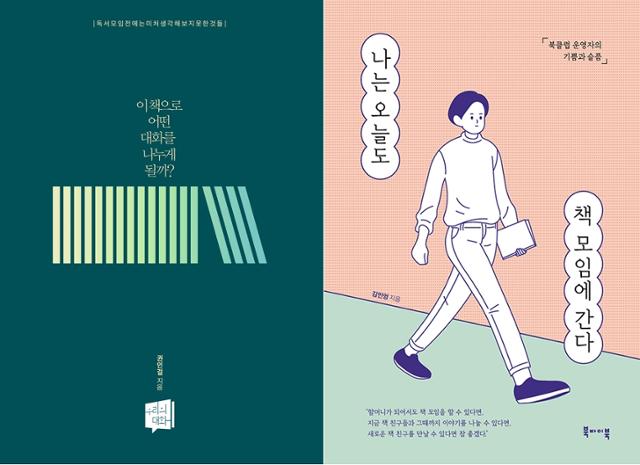 |독서모임전에는미처생각해보지못한것들|
이 책으로
어떤
대화를
나누게
될까?
권인걸 지음
우리의
대화
나는 오늘도
「북클럽 운영자의
기쁨과 슬픔」
책 모임에 간다
김민영 지음
'할머니가 되어서도 책 모임을 할 수 있다면,
지금 책 친구들과 그때까지 이야기를 나눌 수 있다면,
새로운 책 친구를 만날 수 있다면 참 좋겠다.'
북바이북